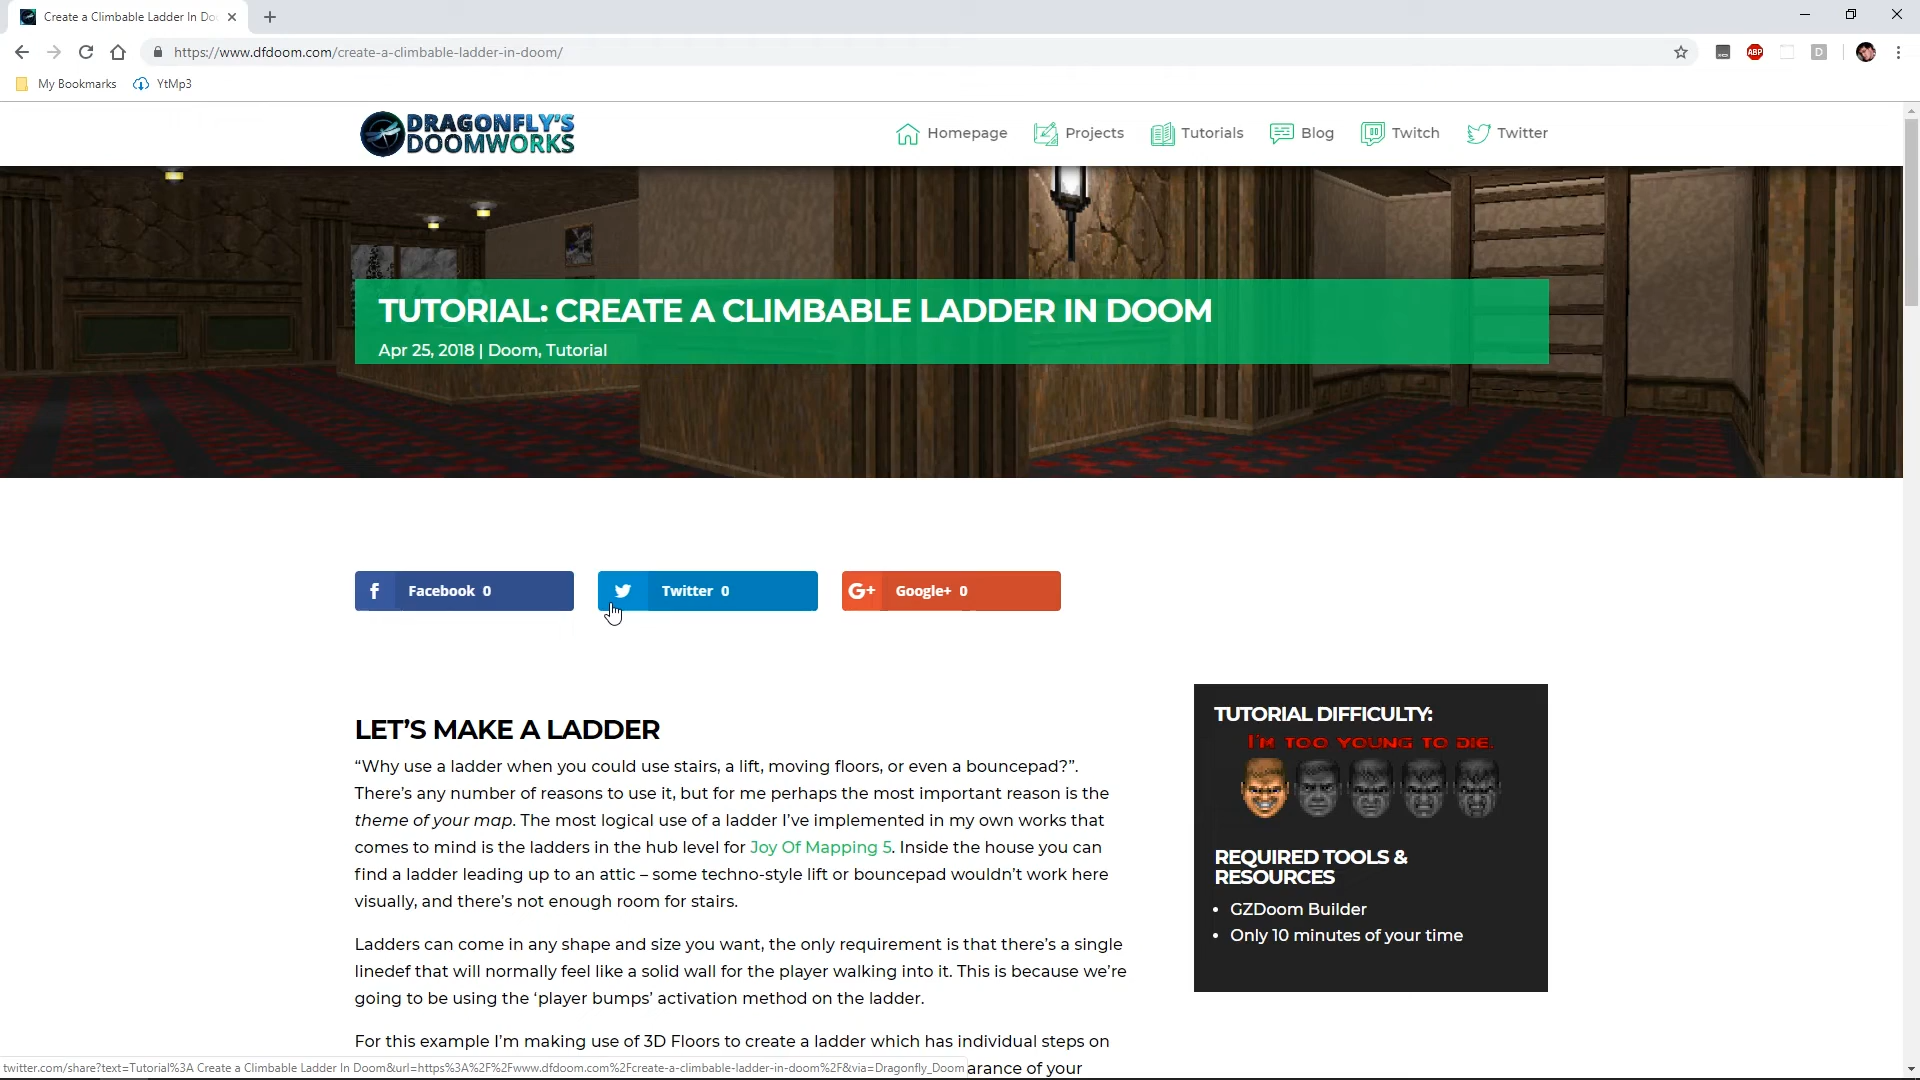 Create a Climbable Ladder In Do
https://www.dfdoom.com/create-a-climbable-ladder-in-doom/
ABP
D
My Bookmarks
YtMp3
DRAGONFLY'S
DOOMWORKS
Homepage
Projects
Tutorials
Blog
Twitch
Twitter
TUTORIAL: CREATE A CLIMBABLE LADDER IN DOOM
Apr 25, 2018 | Doom, Tutorial
Facebook 0
Twitter 0
G+ Google+ 0
LET'S MAKE A LADDER
“Why use a ladder when you could use stairs, a lift, moving floors, or even a bouncepad?”.
There's any number of reasons to use it, but for me perhaps the most important reason is the
theme of your map. The most logical use of a ladder I've implemented in my own works that
comes to mind is the ladders in the hub level for Joy Of Mapping 5. Inside the house you can
find a ladder leading up to an attic – some techno-style lift or bouncepad wouldn't work here
visually, and there's not enough room for stairs.
Ladders can come in any shape and size you want, the only requirement is that there's a single
linedef that will normally feel like a solid wall for the player walking into it. This is because we're
going to be using the ‘player bumps’ activation method on the ladder.
For this example I'm making use of 3D Floors to create a ladder which has individual steps on
arance of your
TUTORIAL DIFFICULTY:
I'M TOO YOUNG TO DIE.
REQUIRED TOOLS &
RESOURCES
• GZDoom Builder
• Only 10 minutes of your time
twitter.com/share?text=Tutorial%3A Create a Climbable Ladder In Doom&url=https%3A%2F%2Fwww.dfdoom.com%2Fcreate-a-climbable-ladder-in-doom%2F&via=Dragonfly_Doom